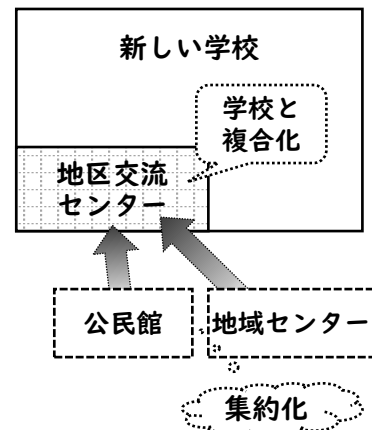 新しい学校
学校と
複合化
地区交流
センター
公民館
地域センター
集約化